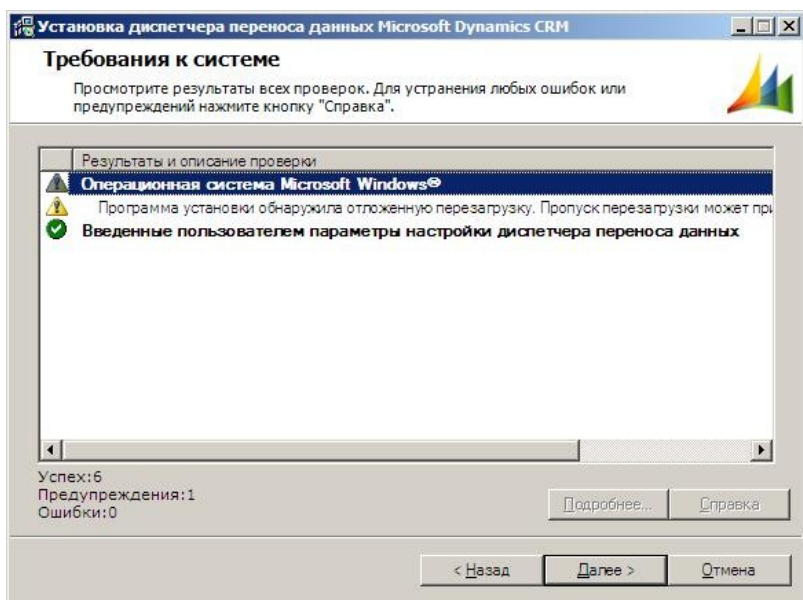 Установка диспетчера переноса данных Microsoft Dynamics CRM
Требования к системе
Просмотрите результаты всех проверок. Для устранения любых ошибок или
предупреждений нажмите кнопку "Справка".
Результаты и описание проверки
Операционная система Microsoft Windows®
Программа установки обнаружила отложенную перезагрузку. Пропуск перезагрузки может при
Введенные пользователем параметры настройки диспетчера переноса данных
Успех:6
Предупреждения:1
Ошибки:0
Подробнее...
Справка
< Назад
Далее >
Отмена